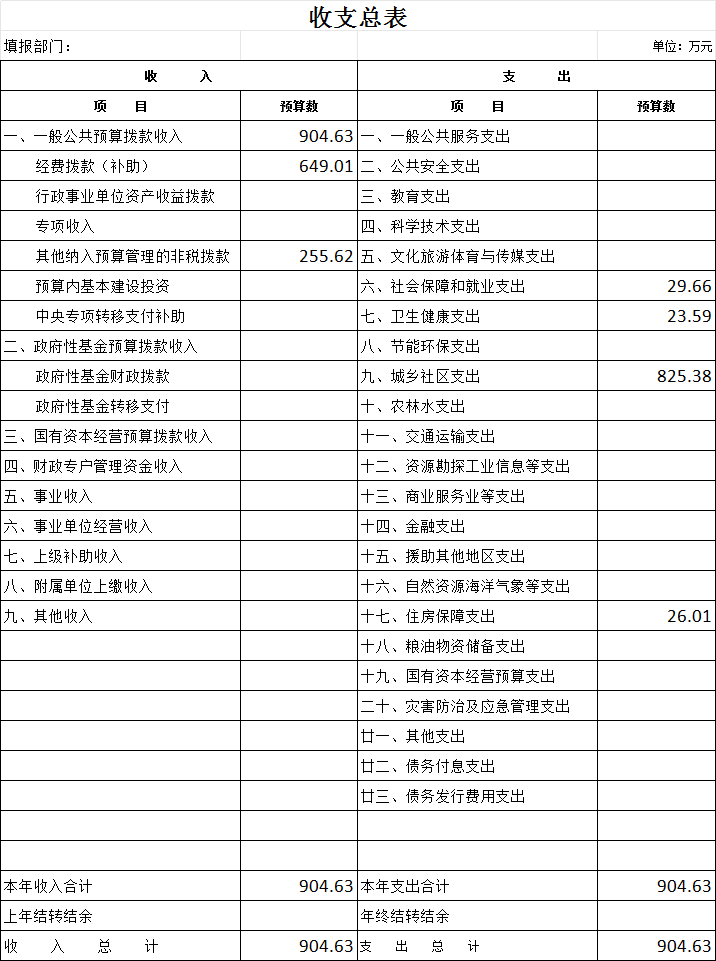 收支总表
填报部门： 单位：万元
收 入 支 出
项 目 预算数 项 目 预算数
一、一般公共预算拨款收入 904.63 一、一般公共服务支出
经费拨款（补助） 649.01 二、公共安全支出
行政事业单位资产收益拨款 三、教育支出
专项收入 四、科学技术支出
其他纳入预算管理的非税拨款 255.62 五、文化旅游体育与传媒支出
预算内基本建设投资 六、社会保障和就业支出 29.66
中央专项转移支付补助 七、卫生健康支出 23.59
二、政府性基金预算拨款收入 八、节能环保支出
政府性基金财政拨款 九、城乡社区支出 825.38
政府性基金转移支付 十、农林水支出
三、国有资本经营预算拨款收入 十一、交通运输支出
四、财政专户管理资金收入 十二、资源勘探工业信息等支出
五、事业收入 十三、商业服务业等支出
六、事业单位经营收入 十四、金融支出
七、上级补助收入 十五、援助其他地区支出
八、附属单位上缴收入 十六、自然资源海洋气象等支出
九、其他收入 十七、住房保障支出 26.01
十八、粮油物资储备支出
十九、国有资本经营预算支出
二十、灾害防治及应急管理支出
廿一、其他支出
廿二、债务付息支出
廿三、债务发行费用支出
本年收入合计 904.63 本年支出合计 904.63
上年结转结余 年终结转结余
收 入 总 计 904.63 支 出 总 计 904.63